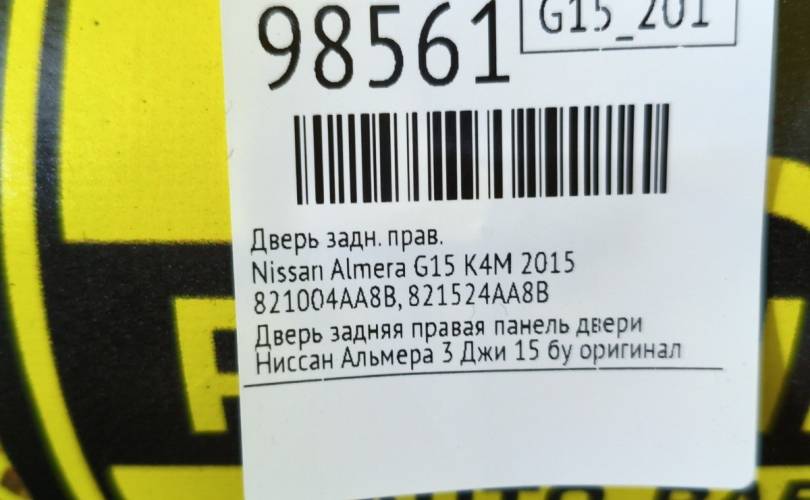 98561
G15_201
Дверь задн. прав.
Nissan Almera G15 K4M 2015
821004AA8B, 821524AA8B
Дверь задняя правая панель двери
Ниссан Альмера 3 Джи 15 бу оригинал